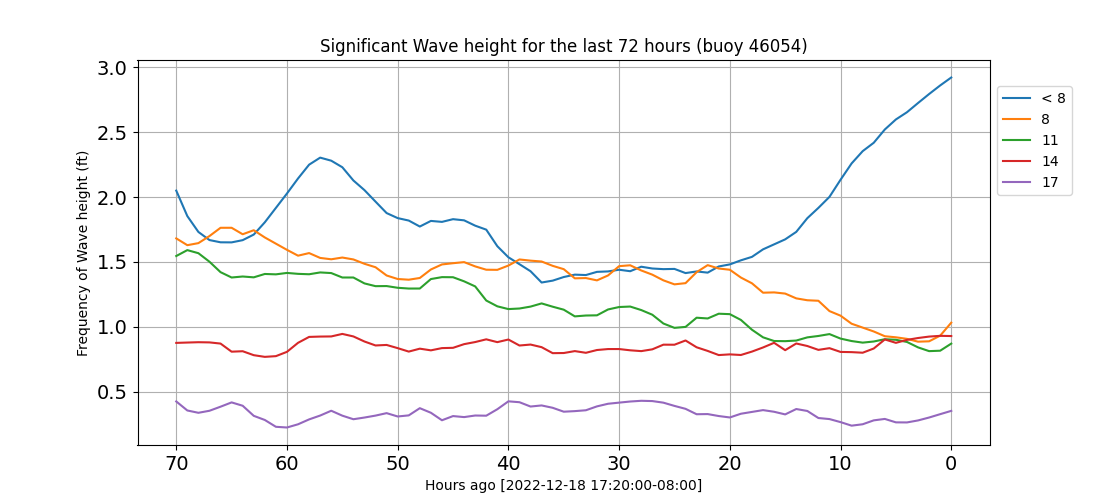 Significant Wave height for the last 72 hours (buoy 46054)
3.0
2.5
2.0
1.5
1.0
0.5
Frequency of Wave height (ft)
70 60 50 40 30 20 10 0
Hours ago [2022-12-18 17:20:00-08:00]
< 8
8
11
14
17